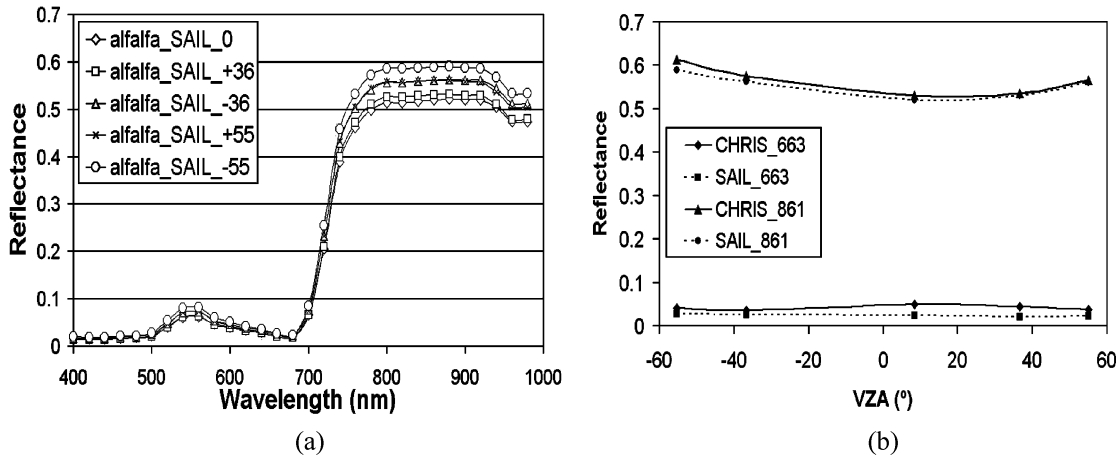 0.7
0.6
0.5
0.4
0.3
0.2
0.1
0
Reflectance
alfalfa_SAIL_0
alfalfa_SAIL_+36
alfalfa_SAIL_-36
alfalfa_SAIL_+55
alfalfa_SAIL_-55
400 500 600 700 800 900 1000
Wavelength (nm)
(a)
0.7
0.6
0.5
0.4
0.3
0.2
0.1
0
Reflectance
CHRIS_663
SAIL_663
CHRIS_861
SAIL_861
-60 -40 -20 0 20 40 60
VZA (º)
(b)